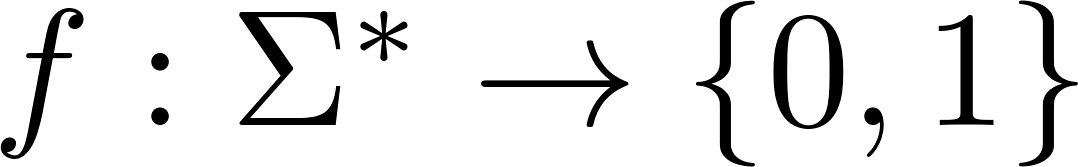 f : Σ* → {0, 1}